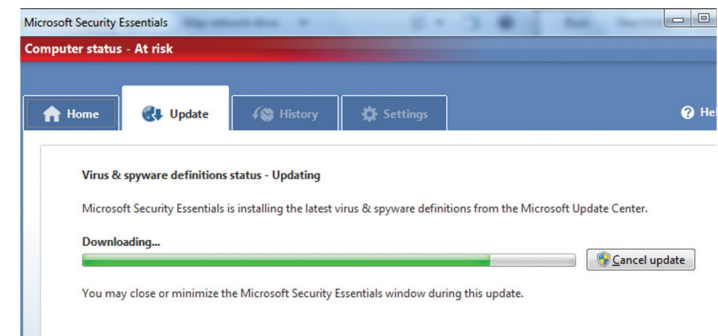 Microsoft Security Essentials
Computer status - At risk
Home Update History Settings Hel
Virus & spyware definitions status - Updating
Microsoft Security Essentials is installing the latest virus & spyware definitions from the Microsoft Update Center.
Downloading...
Cancel update
You may close or minimize the Microsoft Security Essentials window during this update.